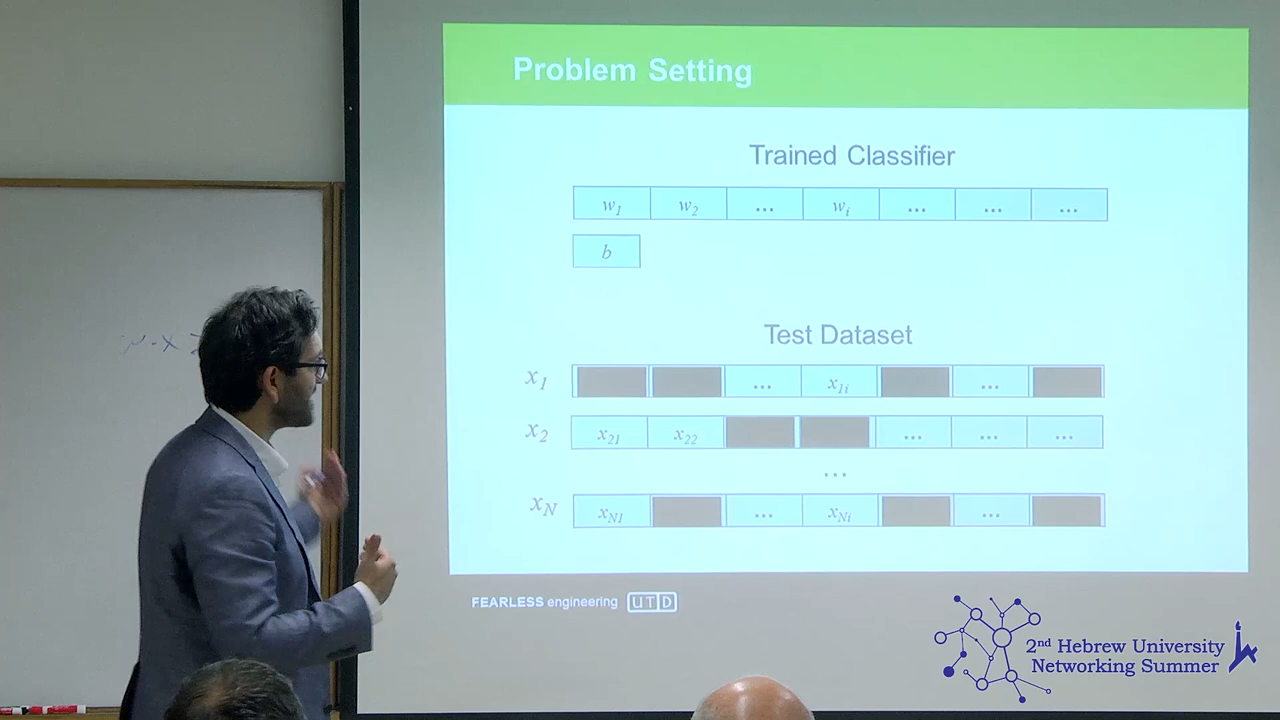 Problem Setting
Trained Classifier
w1 w2 ... wi ... ... ...
b
Test Dataset
x1 ... x1i ...
x2 x21 x22 ... ... ...
...
xN xN1 ... xNi ...
FEARLESS engineering UTD
2nd Hebrew University
Networking Summer